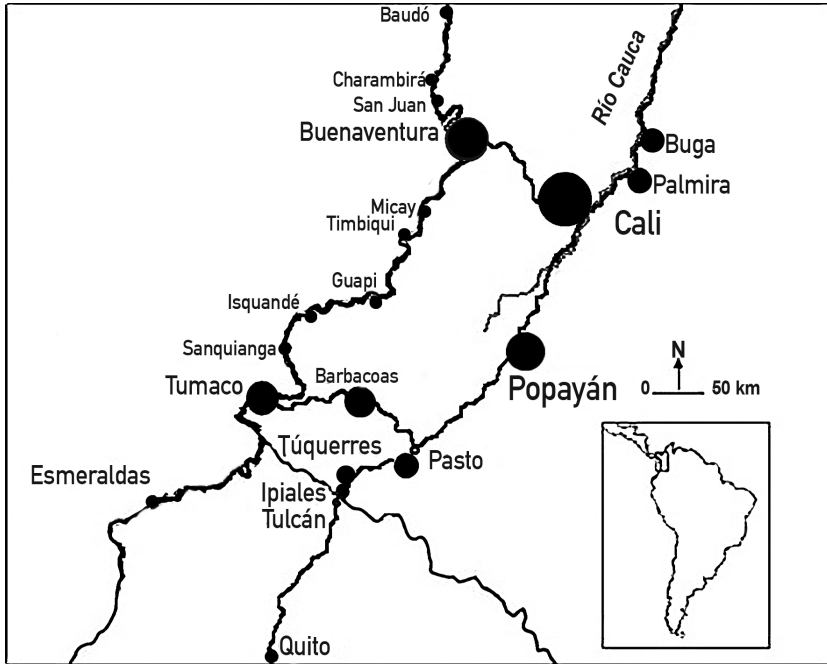 Baudó
Charambirá
San Juan
Buenaventura
Río Cauca
Buga
Palmira
Cali
Micay
Timbiqui
Guapi
Isquandé
Sanquianga
Tumaco
Barbacoas
Popayán
N
0 50 km
Túquerres
Pasto
Esmeraldas
Ipiales
Tulcán
Quito